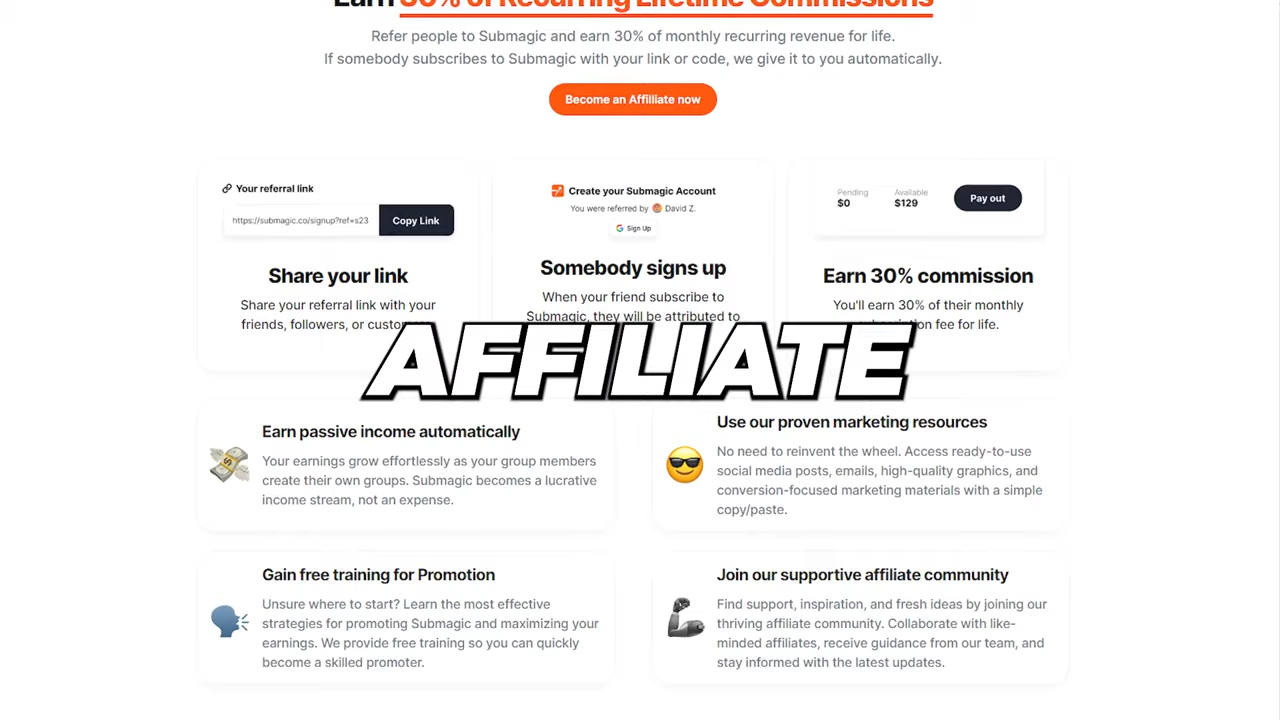 Earn 30% of Recurring Lifetime Commissions
Refer people to Submagic and earn 30% of monthly recurring revenue for life.
If somebody subscribes to Submagic with your link or code, we give it to you automatically.
Become an Affilliate now
Your referral link
https://submagic.co/signup?ref=s23
Copy Link
Share your link
Share your referral link with your
friends, followers, or custo
Create your Submagic Account
You were referred by David Z.
Sign Up
Somebody signs up
When your friend subscribe to
Submagic, they will be attributed to
Pending
$0
Available
$129
Pay out
Earn 30% commission
You'll earn 30% of their monthly
fee for life.
AFFILIATE
Earn passive income automatically
Your earnings grow effortlessly as your group members
create their own groups. Submagic becomes a lucrative
income stream, not an expense.
Use our proven marketing resources
No need to reinvent the wheel. Access ready-to-use
social media posts, emails, high-quality graphics, and
conversion-focused marketing materials with a simple
copy/paste.
Gain free training for Promotion
Unsure where to start? Learn the most effective
strategies for promoting Submagic and maximizing your
earnings. We provide free training so you can quickly
become a skilled promoter.
Join our supportive affiliate community
Find support, inspiration, and fresh ideas by joining our
thriving affiliate community. Collaborate with like-
minded affiliates, receive guidance from our team, and
stay informed with the latest updates.